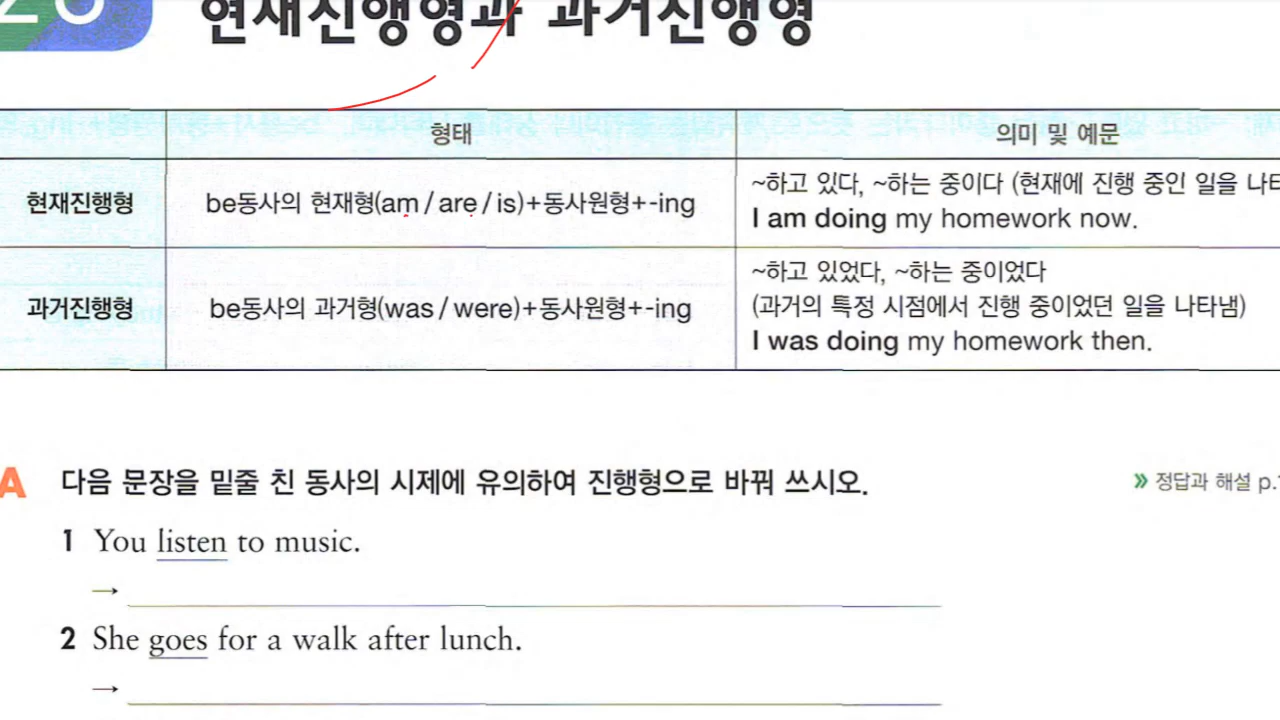 현재진행형과 과거진행형
형태
의미 및 예문
현재진행형
be동사의 현재형(am / are / is)+동사원형+-ing
~하고 있다, ~하는 중이다 (현재에 진행 중인 일을
I am doing my homework now.
과거진행형
be동사의 과거형(was / were)+동사원형+-ing
~하고 있었다, ~하는 중이었다
(과거의 특정 시점에서 진행 중이었던 일을 나타냄)
I was doing my homework then.
A 다음 문장을 밑줄 친 동사의 시제에 유의하여 진행형으로 바꿔 쓰시오.
» 정답과 해설 p.
1 You listen to music.
→
2 She goes for a walk after lunch.
→